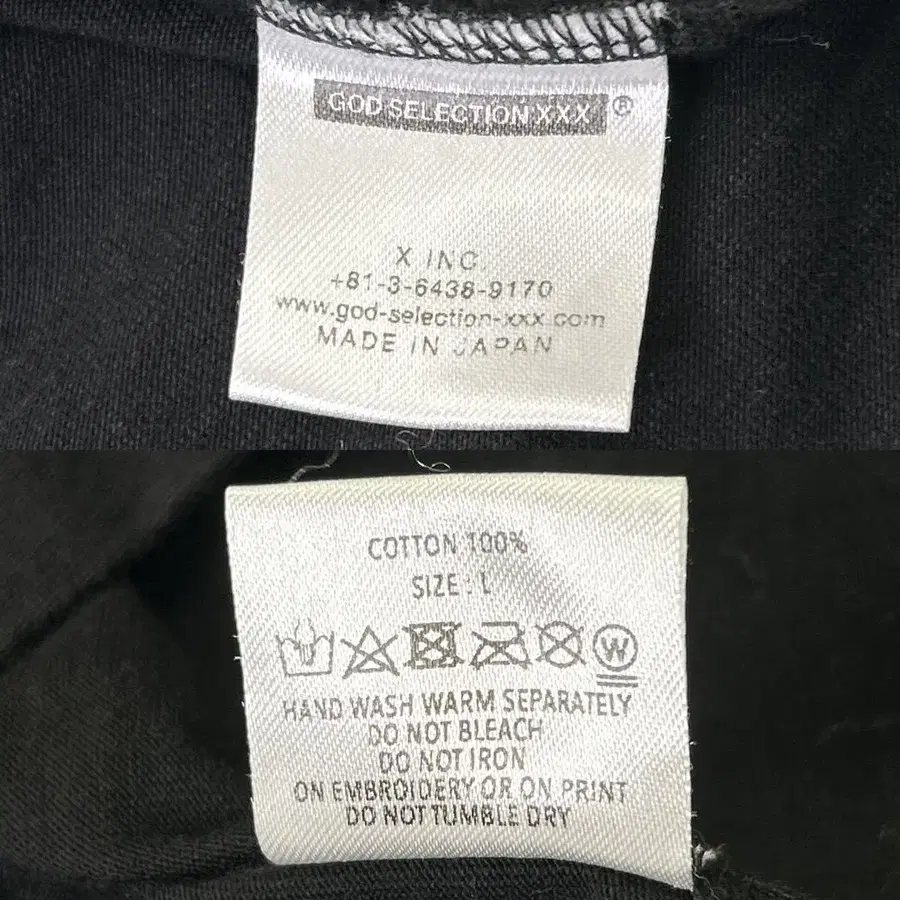 GOD SELECTION XXX ®
X INC.
+81-3-6438-9170
www.god-selection-xxx.com
MADE IN JAPAN
COTTON 100%
SIZE : L
W
HAND WASH WARM SEPARATELY
DO NOT BLEACH
DO NOT IRON
ON EMBROIDERY OR ON PRINT
DO NOT TUMBLE DRY